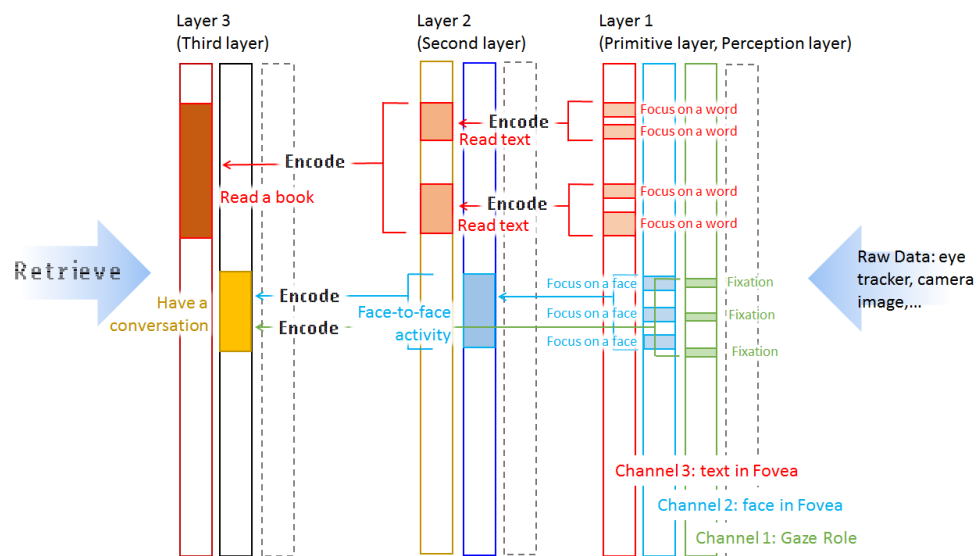 Layer 3
(Third layer)
Layer 2
(Second layer)
Layer 1
(Primitive layer, Perception layer)
Focus on a word
Encode
Encode
Read text
Focus on a word
Encode
Read a book
Focus on a word
Encode
Read text
Focus on a word
Retrieve
Raw Data: eye
tracker, camera
image,...
Have a
conversation
Encode
Encode
Face-to-face
activity
Focus on a face
Focus on a face
Focus on a face
Fixation
Fixation
Fixation
Channel 3: text in Fovea
Channel 2: face in Fovea
Channel 1: Gaze Role